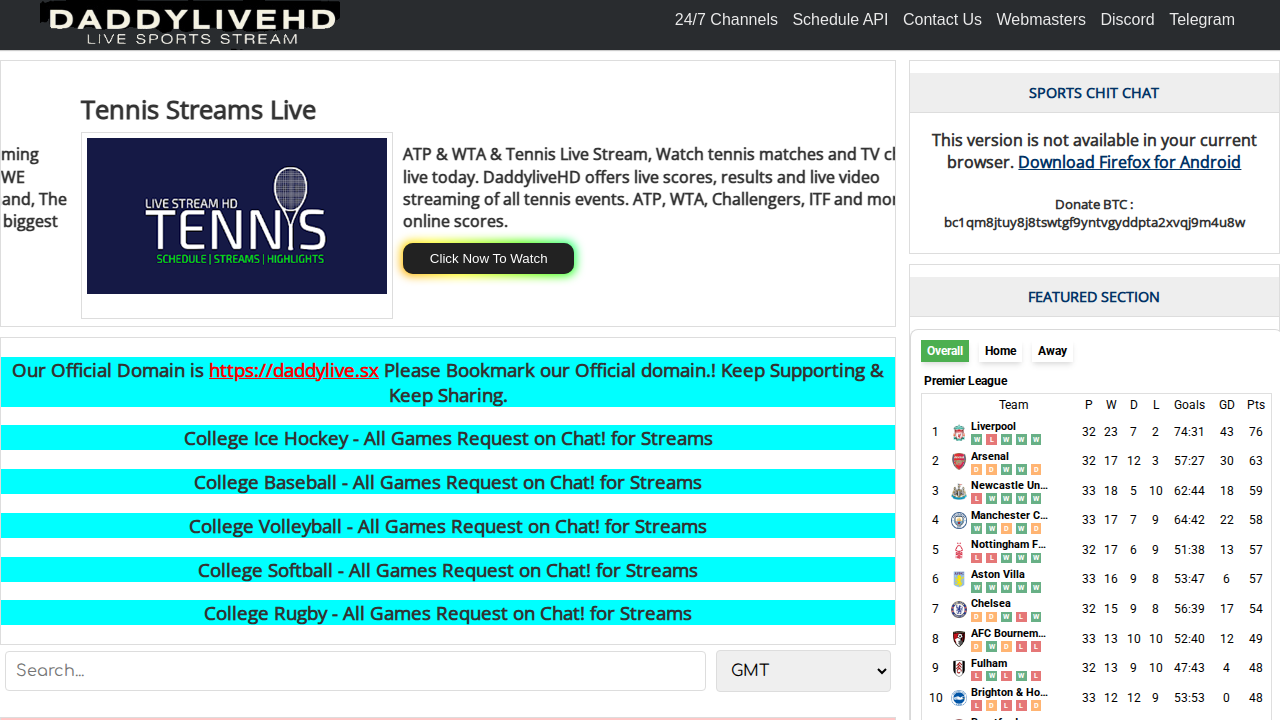 DADDYLIVEHD
LIVE SPORTS STREAM
24/7 Channels Schedule API Contact Us Webmasters Discord Telegram
Tennis Streams Live
ming
WE
and, The
biggest
LIVE STREAM HD
TENNIS
SCHEDULE | STREAMS | HIGHLIGHTS
ATP & WTA & Tennis Live Stream, Watch tennis matches and TV
live today. DaddyliveHD offers live scores, results and live video
streaming of all tennis events. ATP, WTA, Challengers, ITF and
online scores.
Click Now To Watch
Our Official Domain is https://daddylive.sx Please Bookmark our Official domain.! Keep Supporting &
Keep Sharing.
College Ice Hockey - All Games Request on Chat! for Streams
College Baseball - All Games Request on Chat! for Streams
College Volleyball - All Games Request on Chat! for Streams
College Softball - All Games Request on Chat! for Streams
College Rugby - All Games Request on Chat! for Streams
Search...
GMT
SPORTS CHIT CHAT
This version is not available in your current
browser. Download Firefox for Android
Donate BTC :
bc1qm8jtuy8j8tswtgf9yntvgyddpta2xvqj9m4u8w
FEATURED SECTION
Overall Home Away
Premier League
Team P W D L Goals GD Pts
1 Liverpool 32 23 7 2 74:31 43 76
W L W W W
2 Arsenal 32 17 12 3 57:27 30 63
D D W W D
3 Newcastle Un... 33 18 5 10 62:44 18 59
L W W W W
4 Manchester C... 33 17 7 9 64:42 22 58
W W D W D
5 Nottingham F... 32 17 6 9 51:38 13 57
L L W W W
6 Aston Villa 33 16 9 8 53:47 6 57
W W W W W
7 Chelsea 32 15 9 8 56:39 17 54
D D W L W
8 AFC Bournem... 33 13 10 10 52:40 12 49
D W D L L
9 Fulham 32 13 9 10 47:43 4 48
L W L W L
10 Brighton & Ho... 33 12 12 9 53:53 0 48
L D L L D